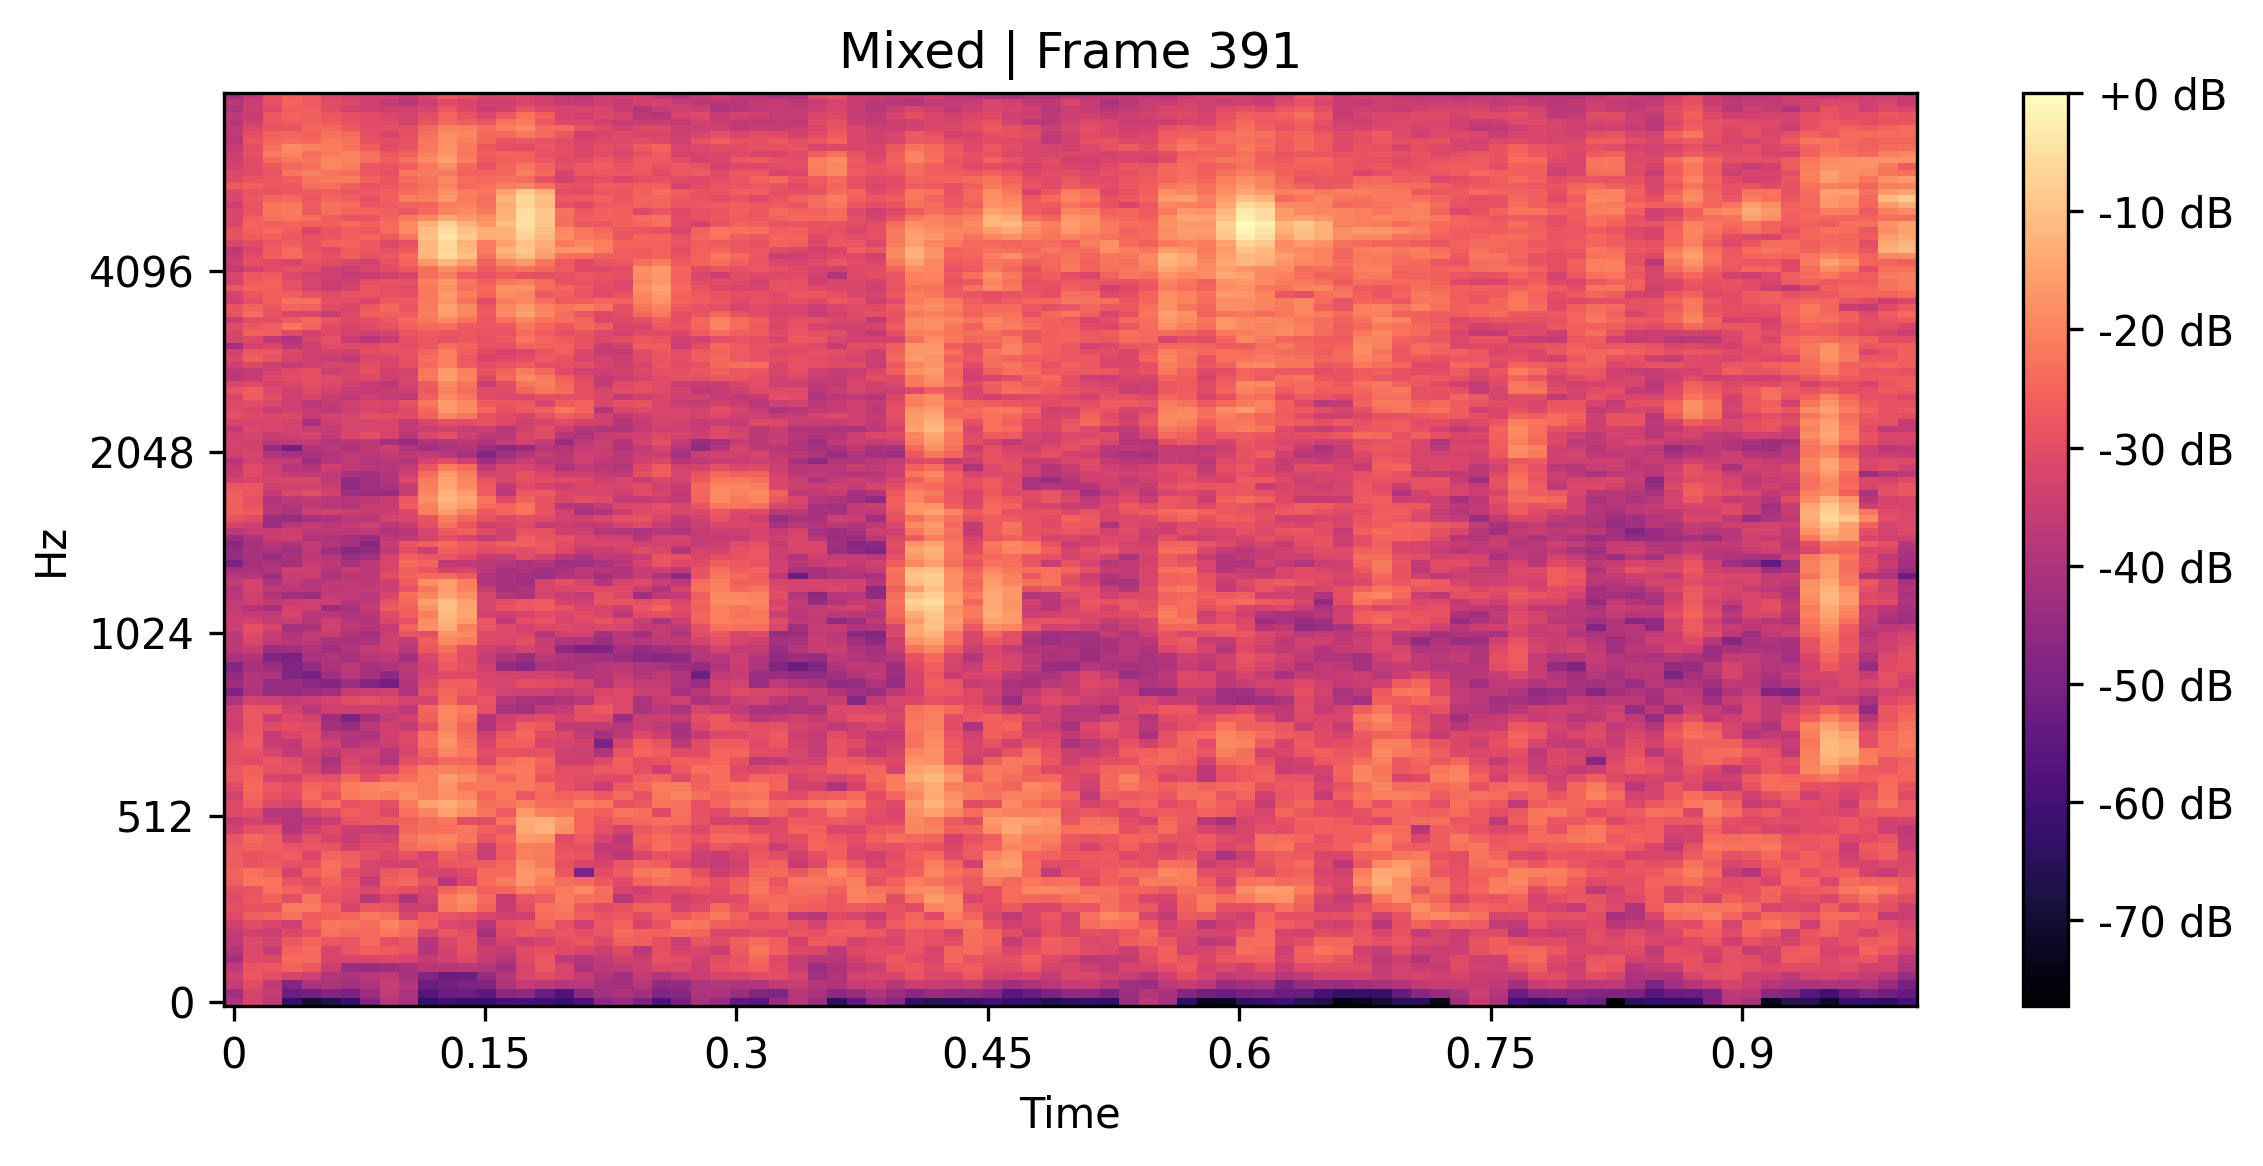 Mixed | Frame 391
+0 dB
-10 dB
-20 dB
-30 dB
-40 dB
-50 dB
-60 dB
-70 dB
Hz
4096
2048
1024
512
0
0 0.15 0.3 0.45 0.6 0.75 0.9
Time